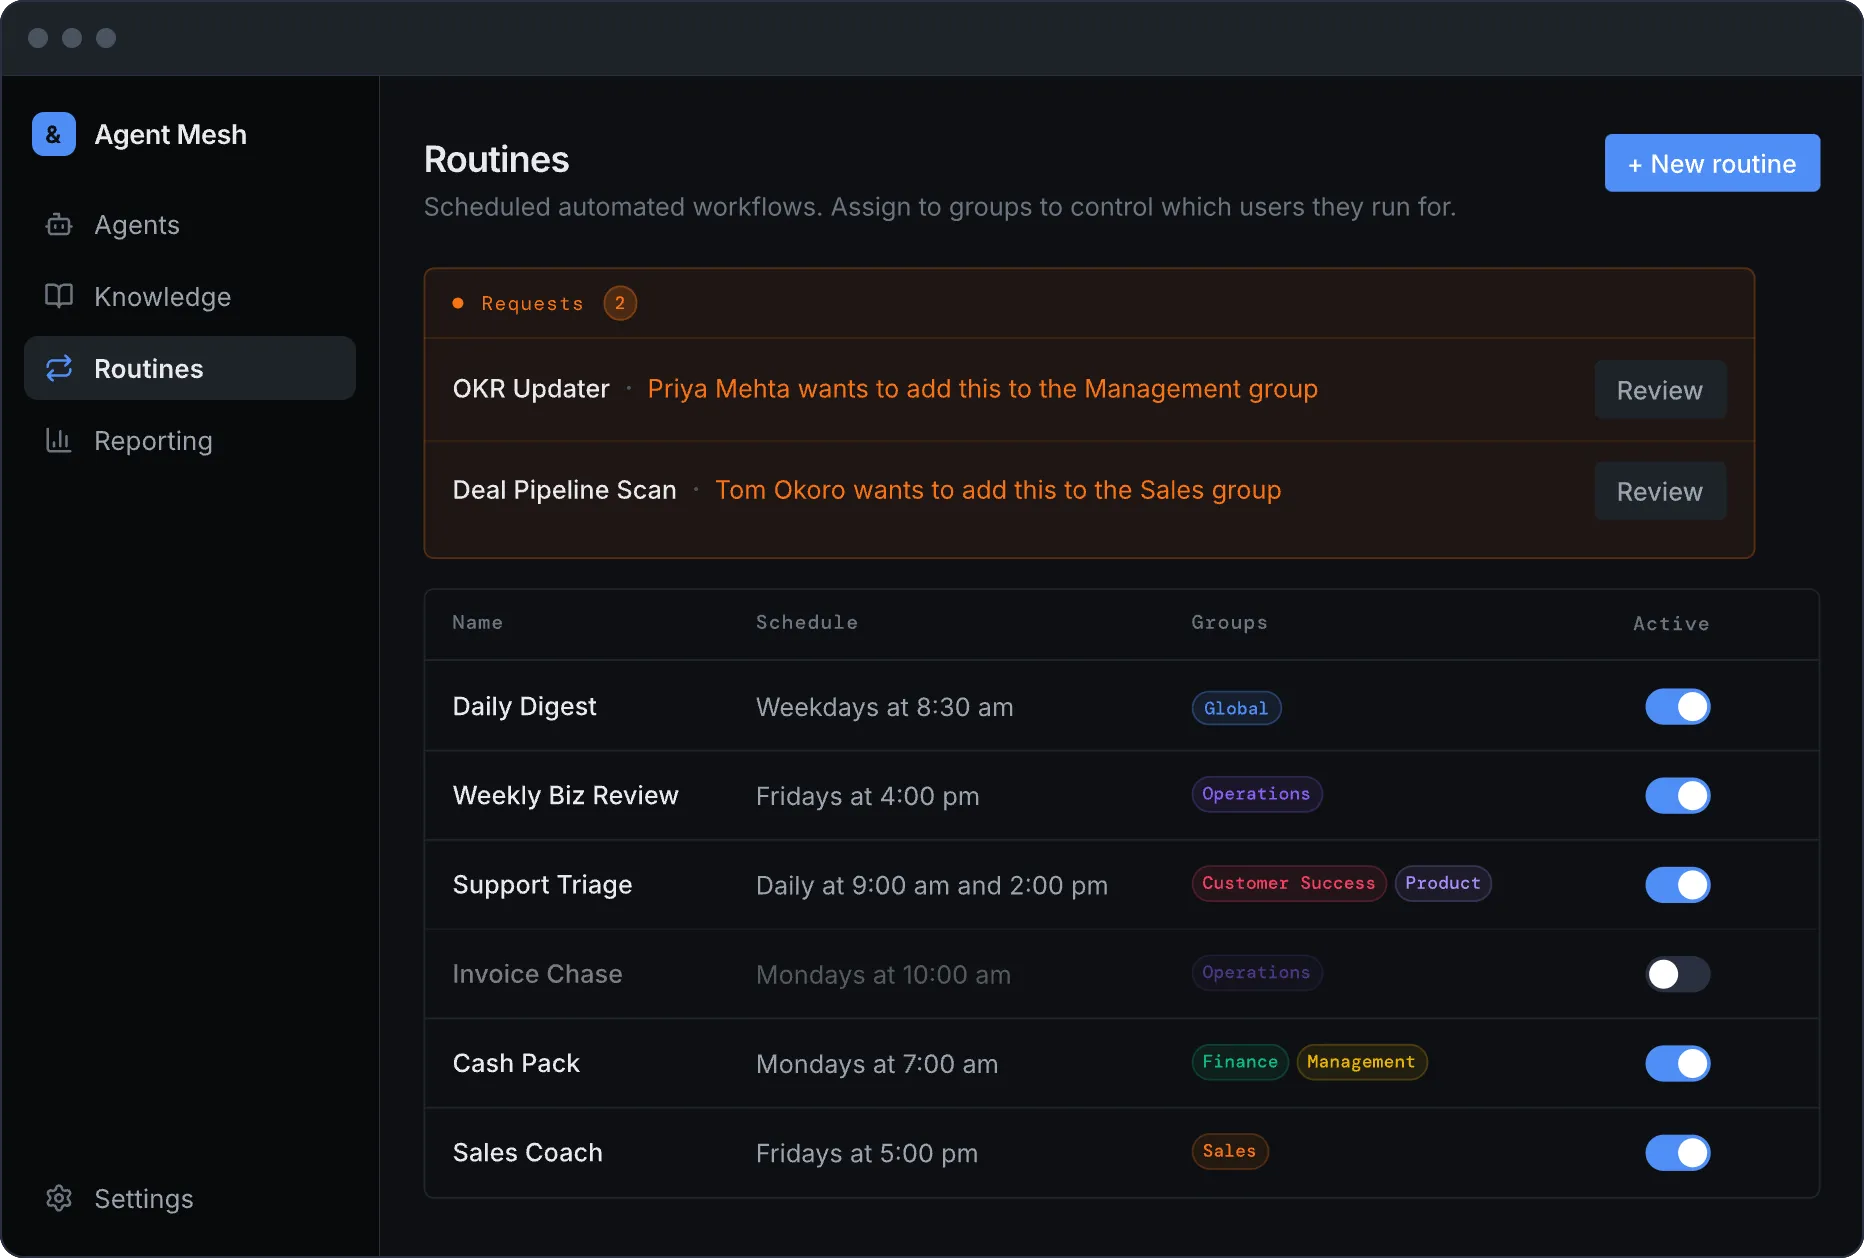 & Agent Mesh
Agents
Knowledge
Routines
Reporting
Settings
Routines
Scheduled automated workflows. Assign to groups to control which users they run for.
+ New routine
Requests 2
OKR Updater · Priya Mehta wants to add this to the Management group Review
Deal Pipeline Scan · Tom Okoro wants to add this to the Sales group Review
Name Schedule Groups Active
Daily Digest Weekdays at 8:30 am Global
Weekly Biz Review Fridays at 4:00 pm Operations
Support Triage Daily at 9:00 am and 2:00 pm Customer Success Product
Invoice Chase Mondays at 10:00 am Operations
Cash Pack Mondays at 7:00 am Finance Management
Sales Coach Fridays at 5:00 pm Sales